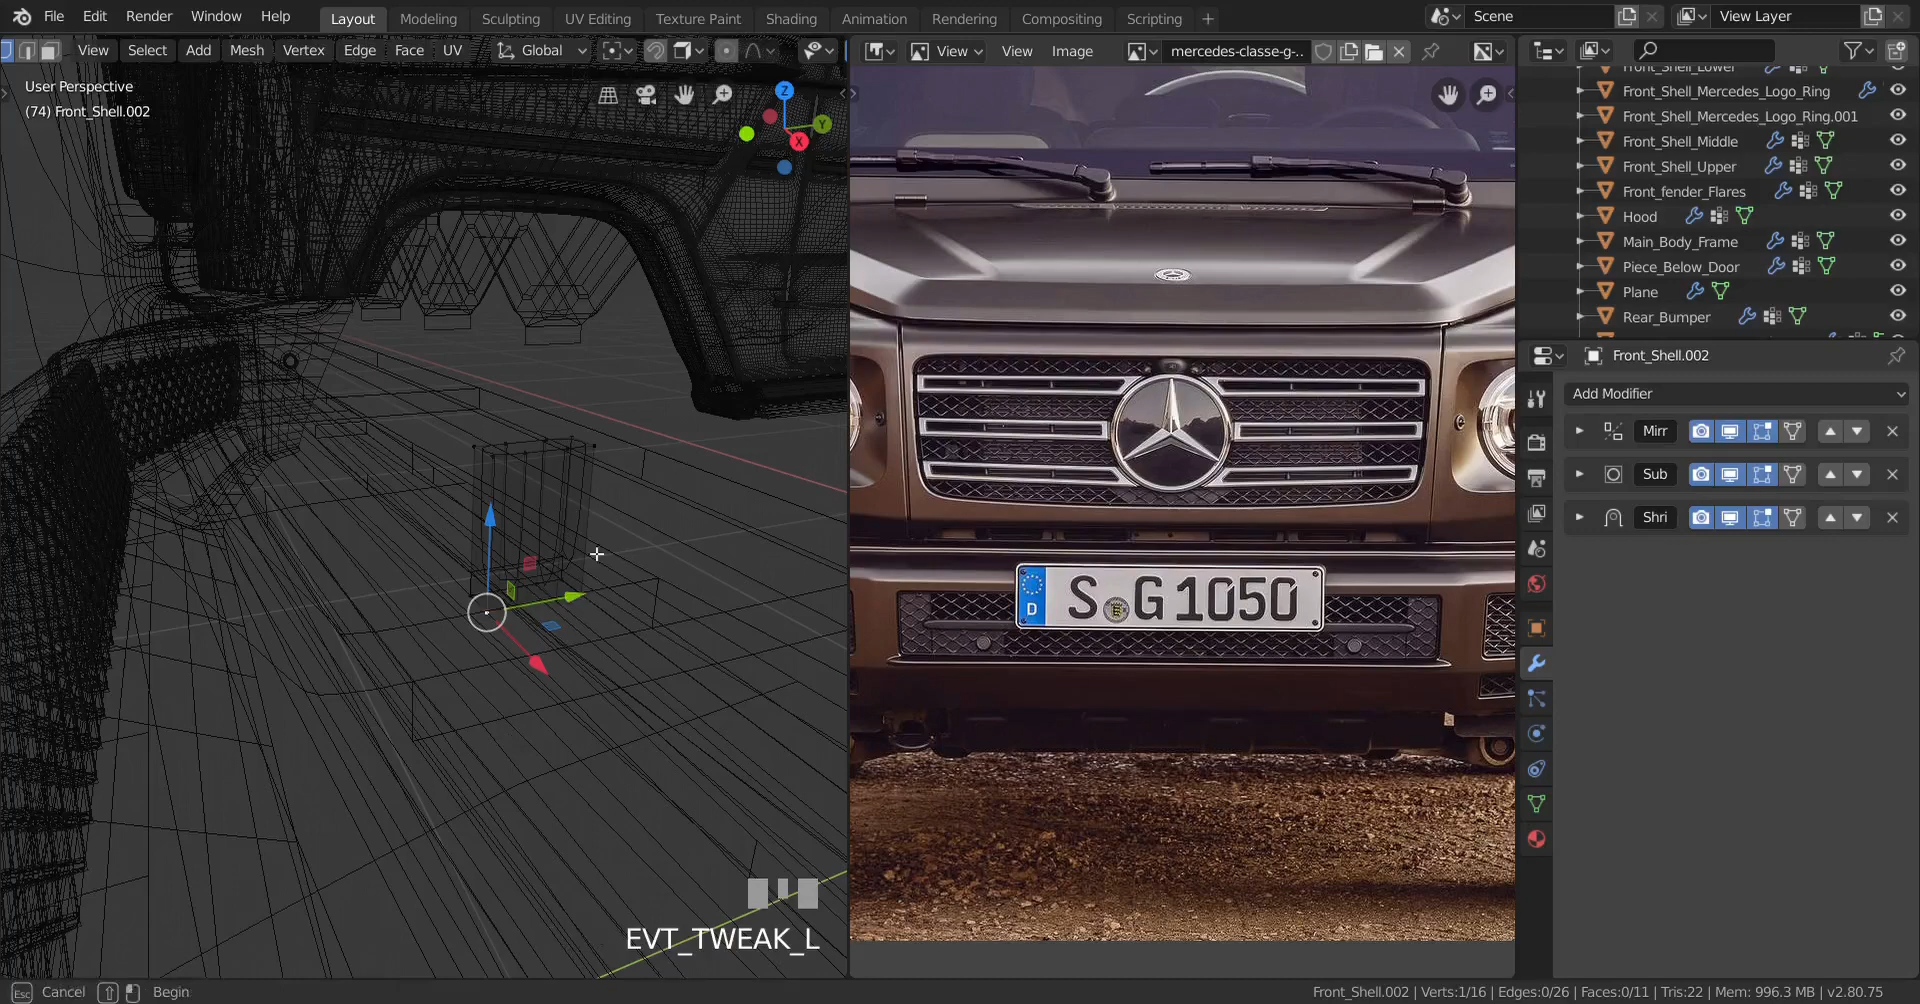 File Edit Render Window Help Layout Modeling Sculpting UV Editing Texture Paint Shading Animation Rendering Compositing Scripting + Scene View Layer
View Select Add Mesh Vertex Edge Face UV Global View View Image mercedes-classe-g-..
User Perspective
(74) Front_Shell.002
Z
Y
X
Front_Shell_Lower
Front_Shell_Mercedes_Logo_Ring
Front_Shell_Mercedes_Logo_Ring.001
Front_Shell_Middle
Front_Shell_Upper
Front_fender_Flares
Hood
Main_Body_Frame
Piece_Below_Door
Plane
Rear_Bumper
Front_Shell.002
Add Modifier
Mirr
Sub
Shri
D S G 1050
EVT_TWEAK_L
Esc Cancel Begin Front_Shell.002 | Verts:1/16 | Edges:0/26 | Faces:0/11 | Tris:22 | Mem: 996.3 MB | v2.80.75